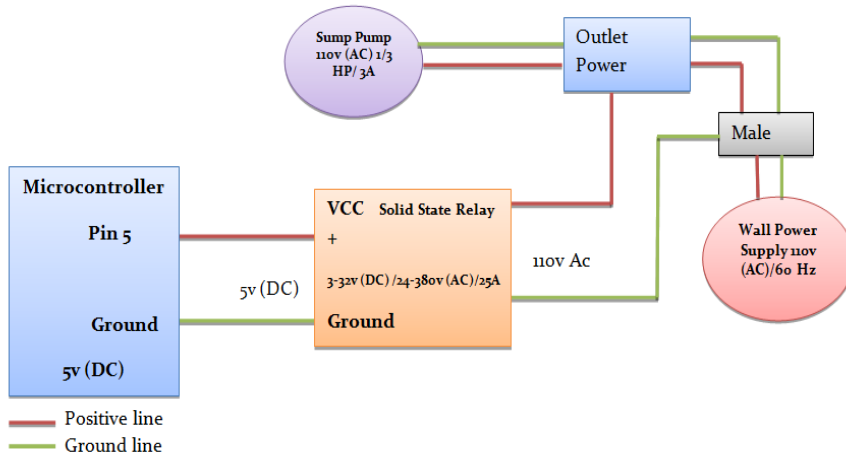 Sump Pump
110v (AC) 1/3
HP/ 3A
Outlet
Power
Male
Microcontroller
Pin 5
Ground
5v (DC)
5v (DC)
VCC Solid State Relay
+
3-32v (DC) /24-380v (AC)/25A
Ground
110v Ac
Wall Power
Supply 110v
(AC)/60 Hz
Positive line
Ground line